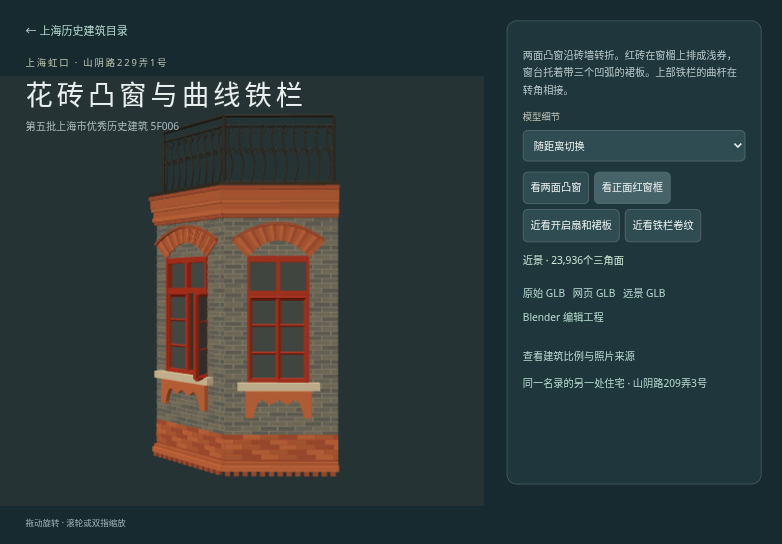 ← 上海历史建筑目录
上海虹口 · 山阴路229弄1号
花砖凸窗与曲线铁栏
第五批上海市优秀历史建筑 5F006
拖动旋转 · 滚轮或双指缩放
两面凸窗沿砖墙转折。红砖在窗楣上排成浅券，
窗台托着带三个凹弧的裙板。上部铁栏的曲杆在
转角相接。
模型细节
随距离切换
看两面凸窗 看正面红窗框
近看开启扇和裙板 近看铁栏卷纹
近景 · 23,936个三角面
原始 GLB 网页 GLB 远景 GLB
Blender 编辑工程
查看建筑比例与照片来源
同一名录的另一处住宅 · 山阴路209弄3号